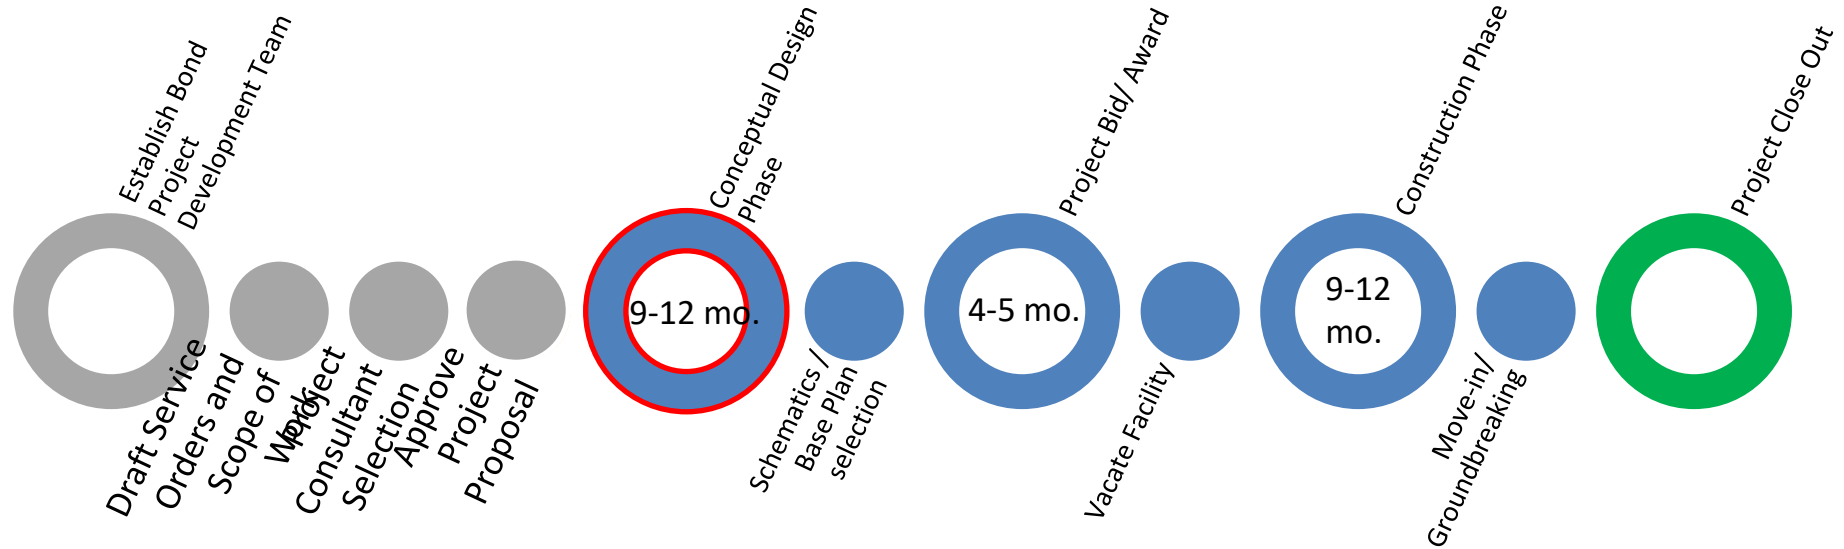 Establish Bond
Project
Development Team
Draft Service
Orders and
Scope of
Work
Project
Consultant
Selection
Approve
Project
Proposal
Conceptual Design
Phase
9-12 mo.
Schematics /
Base Plan
selection
Project Bid/ Award
4-5 mo.
Vacate Facility
Construction Phase
9-12
mo.
Move-in/
Groundbreaking
Project Close Out